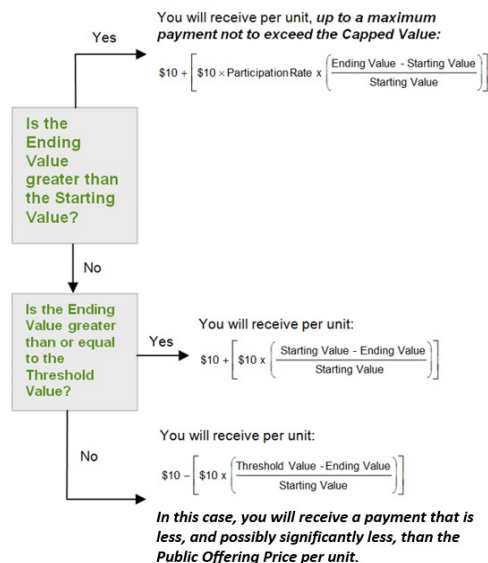 You will receive per unit, up to a maximum
payment not to exceed the Capped Value:
Yes
$10 + [ $10 × Participation Rate x ( Ending Value - Starting Value / Starting Value ) ]
Is the
Ending
Value
greater than
the Starting
Value?
No
Is the Ending
Value greater
than or equal
to the
Threshold
Value?
Yes
You will receive per unit:
$10 + [ $10 x ( Starting Value - Ending Value / Starting Value ) ]
No
You will receive per unit:
$10 – [ $10 x ( Threshold Value - Ending Value / Starting Value ) ]
In this case, you will receive a payment that is
less, and possibly significantly less, than the
Public Offering Price per unit.